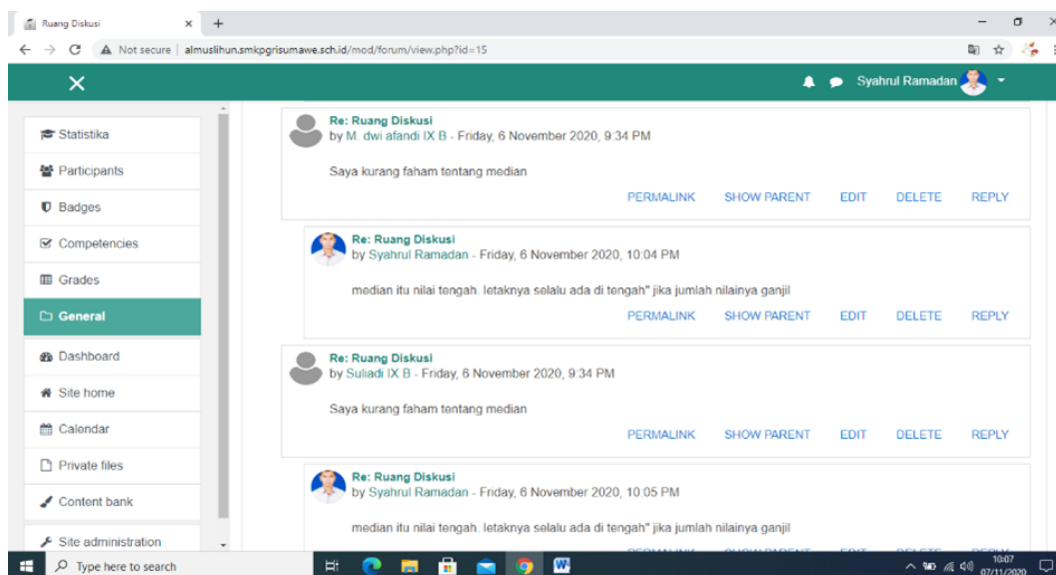 Ruang Diskusi
Not secure | almuslihun.smkpgrisumawe.sch.id/mod/forum/view.php?id=15
Syahrul Ramadan
Statistika
Participants
Badges
Competencies
Grades
General
Dashboard
Site home
Calendar
Private files
Content bank
Site administration
Re: Ruang Diskusi
by M. dwi afandi IX B - Friday, 6 November 2020, 9:34 PM
Saya kurang faham tentang median
PERMALINK SHOW PARENT EDIT DELETE REPLY
Re: Ruang Diskusi
by Syahrul Ramadan - Friday, 6 November 2020, 10:04 PM
median itu nilai tengah. letaknya selalu ada di tengah" jika jumlah nilainya ganjil
PERMALINK SHOW PARENT EDIT DELETE REPLY
Re: Ruang Diskusi
by Suliadi IX B - Friday, 6 November 2020, 9:34 PM
Saya kurang faham tentang median
PERMALINK SHOW PARENT EDIT DELETE REPLY
Re: Ruang Diskusi
by Syahrul Ramadan - Friday, 6 November 2020, 10:05 PM
median itu nilai tengah. letaknya selalu ada di tengah" jika jumlah nilainya ganjil
PERMALINK SHOW PARENT EDIT DELETE REPLY
Type here to search
10:07
07/11/2020